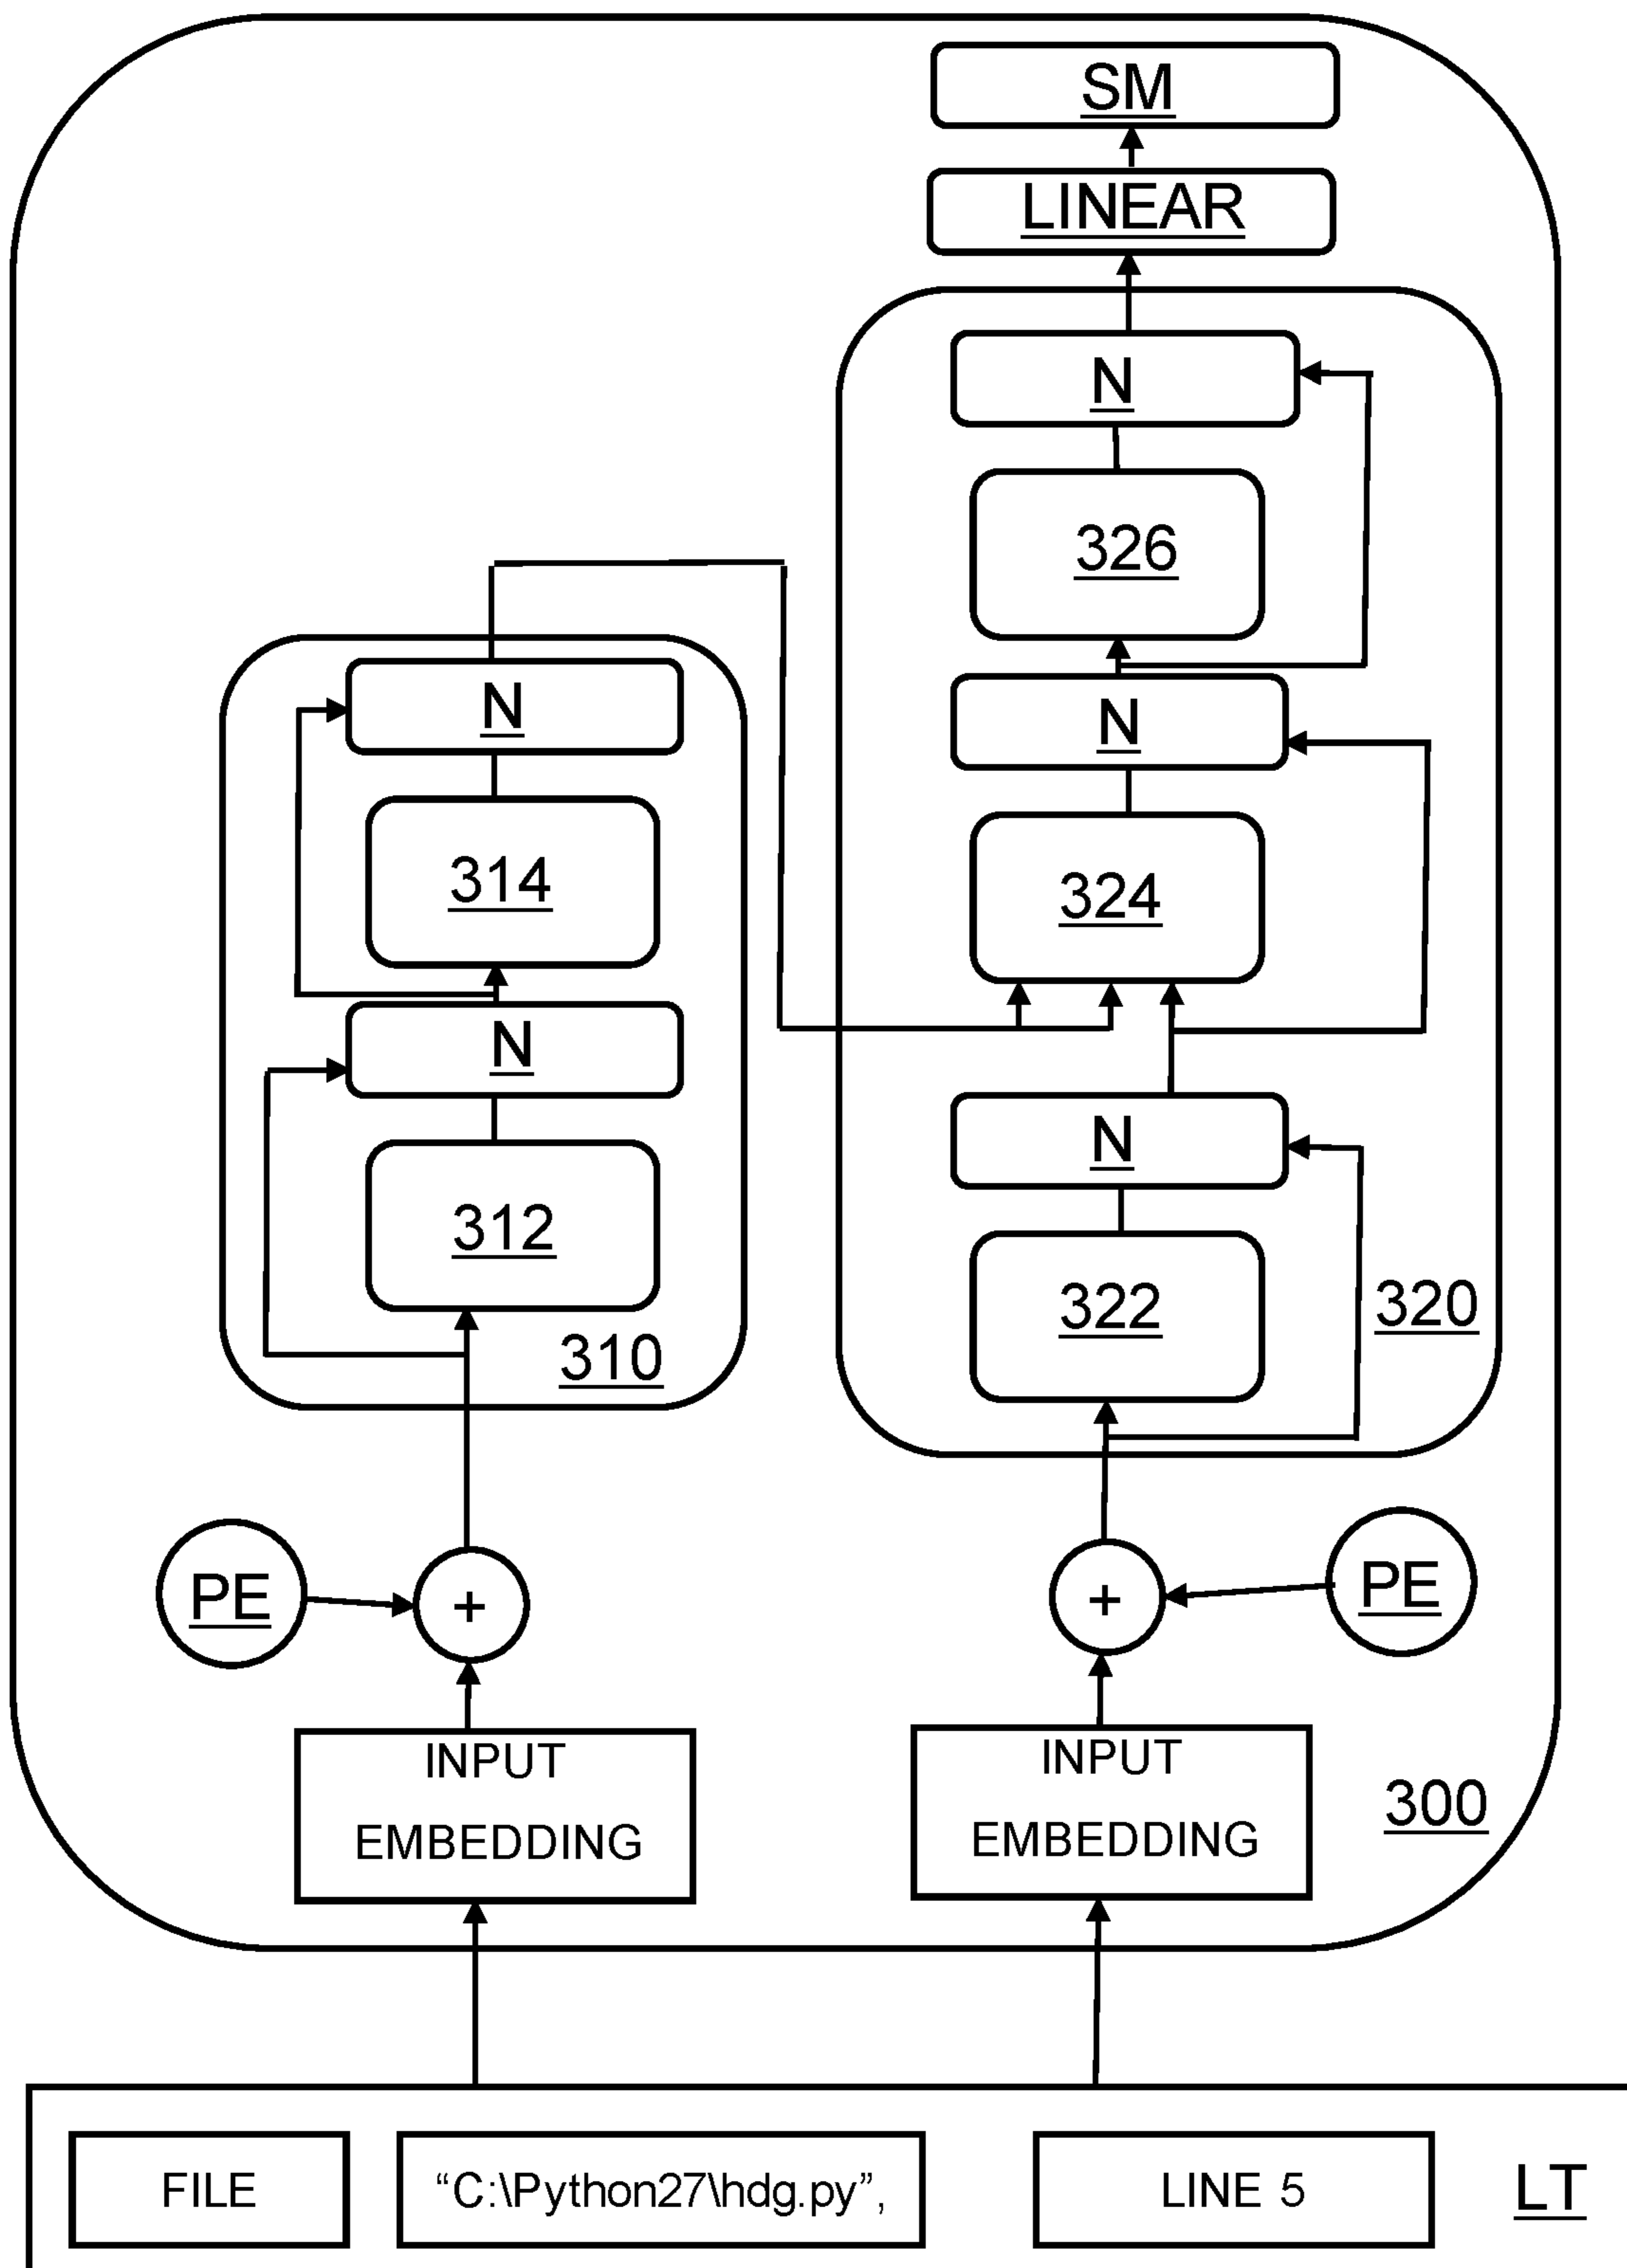 SM
LINEAR
N
326
N
N
314
324
N
N
312
322
320
310
PE
+
+
PE
INPUT
EMBEDDING
INPUT
EMBEDDING
300
FILE
“C:\Python27\hdg.py”,
LINE 5
LT